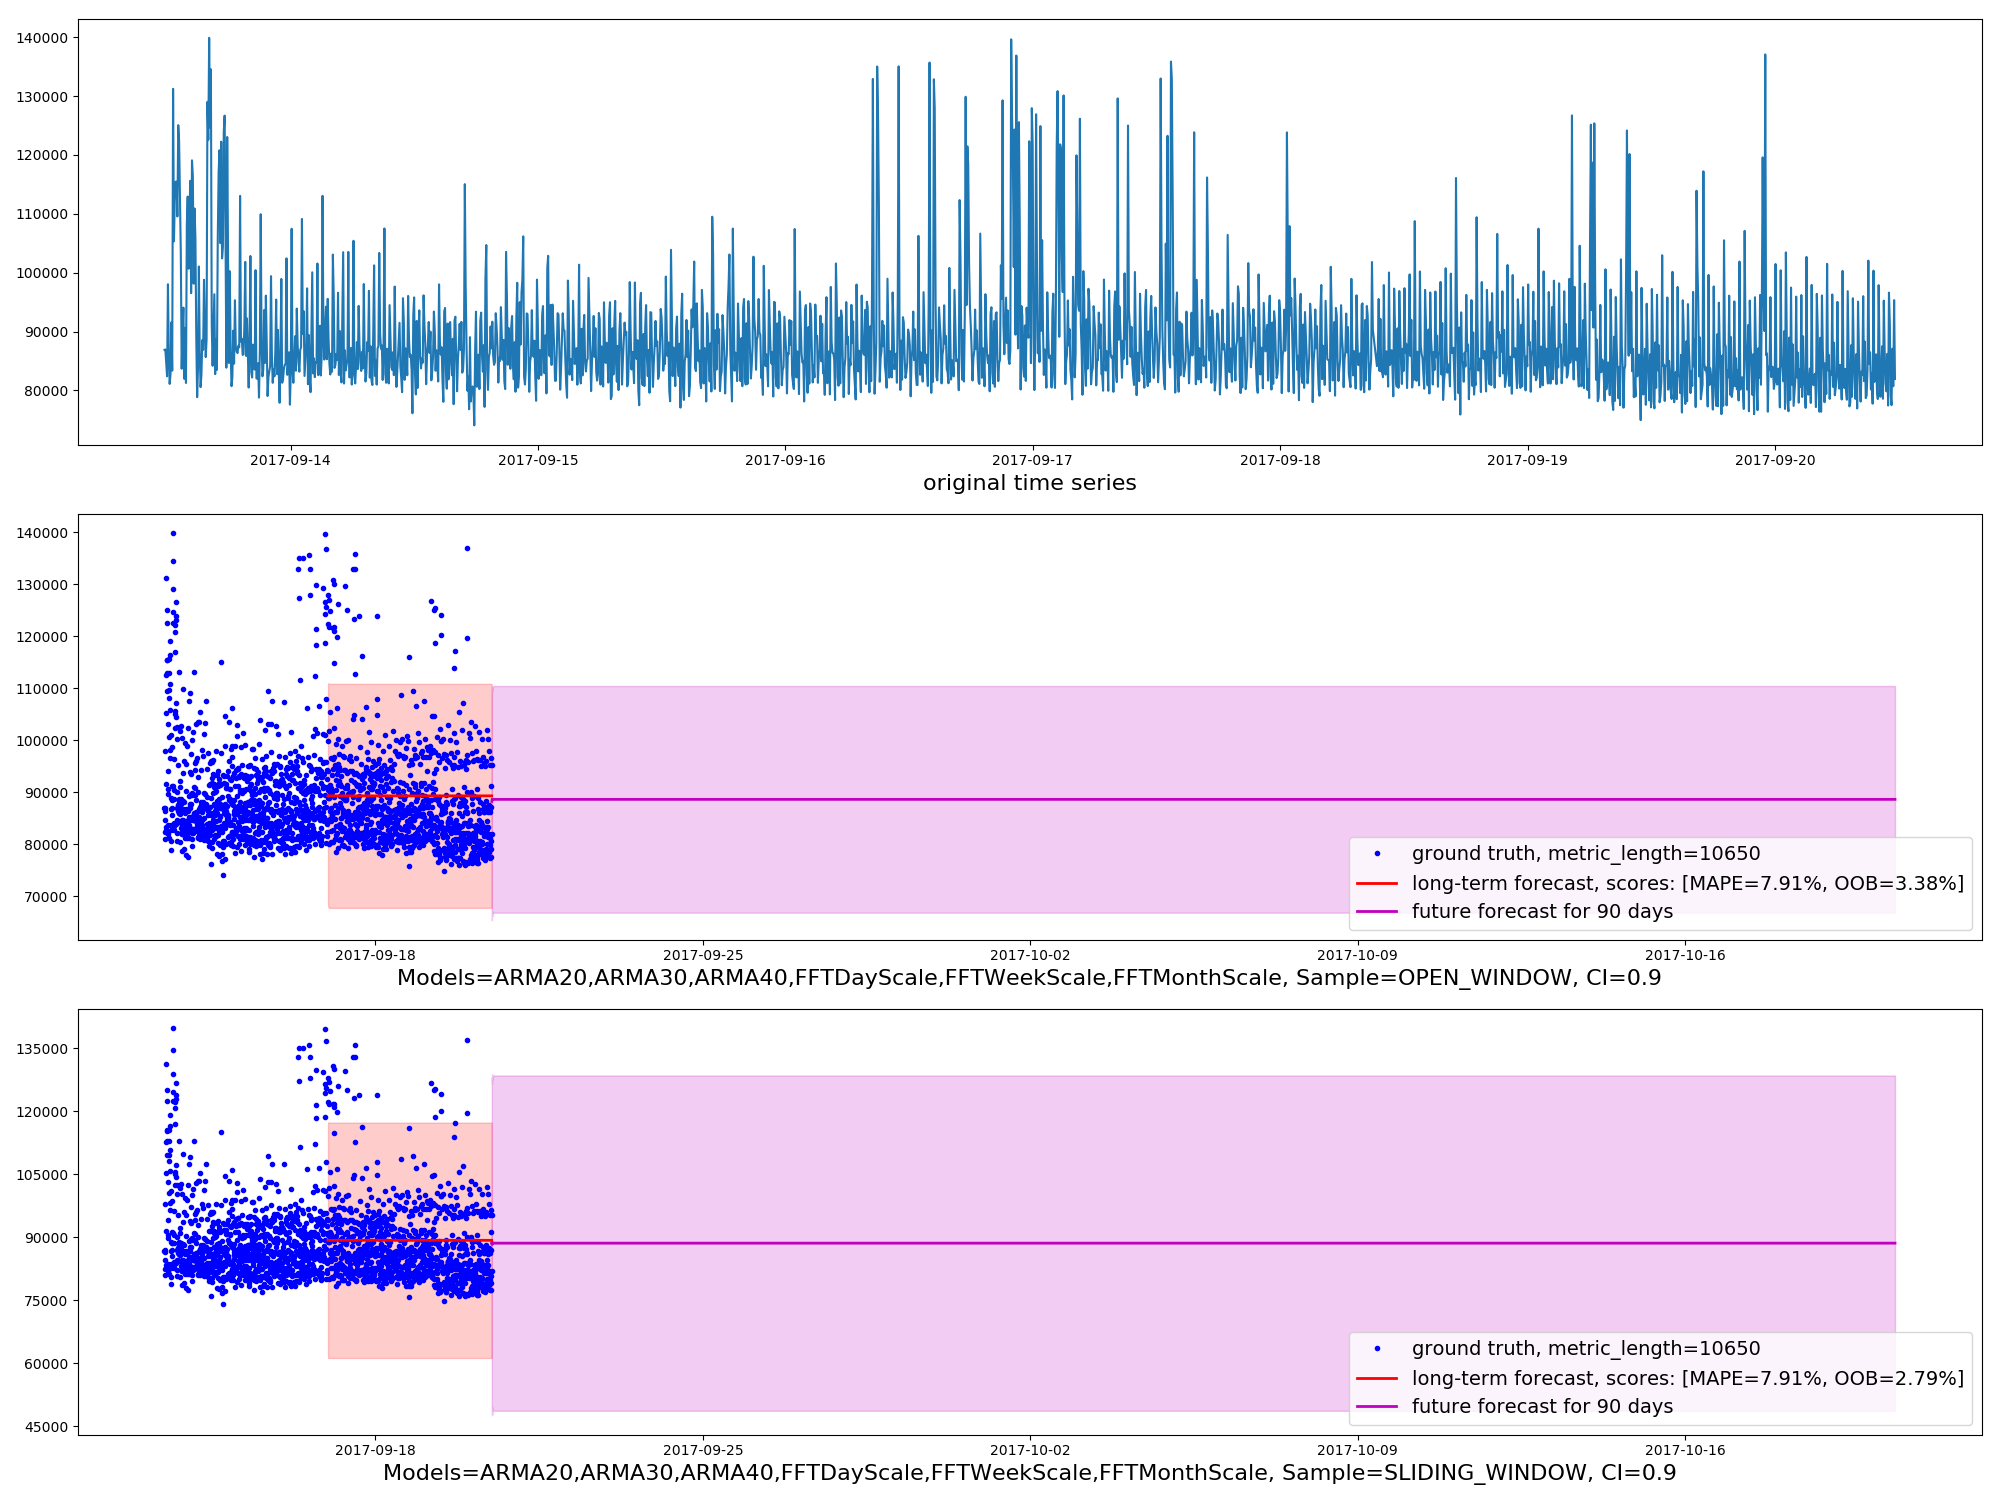 140000
130000
120000
110000
100000
90000
80000
2017-09-14 2017-09-15 2017-09-16 2017-09-17 2017-09-18 2017-09-19 2017-09-20
original time series
140000
130000
120000
110000
100000
90000
80000
70000
ground truth, metric_length=10650
long-term forecast, scores: [MAPE=7.91%, OOB=3.38%]
future forecast for 90 days
2017-09-18 2017-09-25 2017-10-02 2017-10-09 2017-10-16
Models=ARMA20,ARMA30,ARMA40,FFTDayScale,FFTWeekScale,FFTMonthScale, Sample=OPEN_WINDOW, CI=0.9
135000
120000
105000
90000
75000
60000
45000
ground truth, metric_length=10650
long-term forecast, scores: [MAPE=7.91%, OOB=2.79%]
future forecast for 90 days
2017-09-18 2017-09-25 2017-10-02 2017-10-09 2017-10-16
Models=ARMA20,ARMA30,ARMA40,FFTDayScale,FFTWeekScale,FFTMonthScale, Sample=SLIDING_WINDOW, CI=0.9